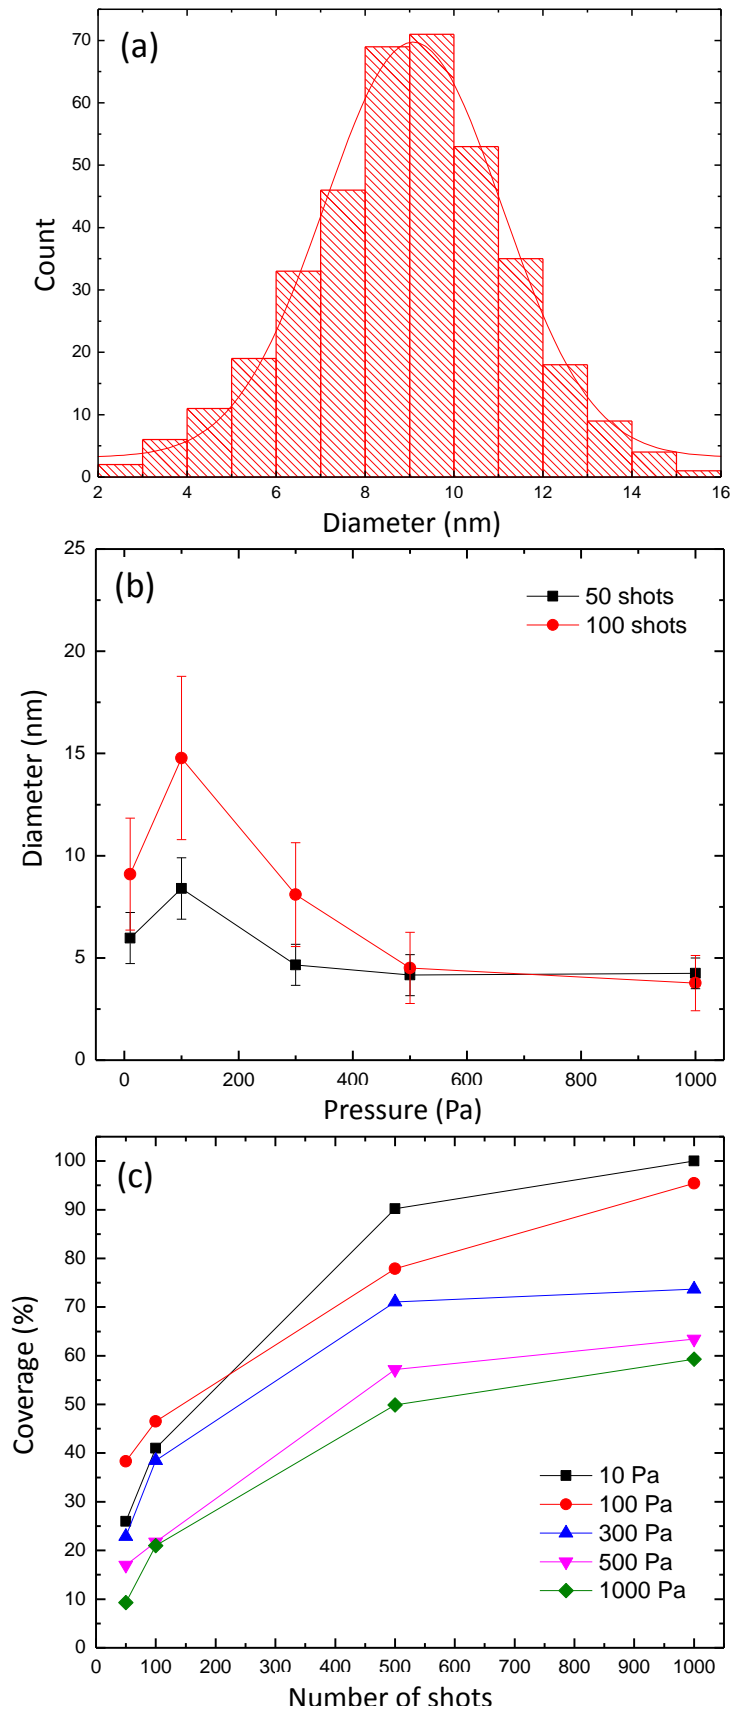 (a)
70
60
50
40
30
20
10
0
Count
2 4 6 8 10 12 14 16
Diameter (nm)
(b)
50 shots
100 shots
25
20
15
10
5
0
Diameter (nm)
0 200 400 600 800 1000
Pressure (Pa)
(c)
100
90
80
70
60
50
40
30
20
10
0
Coverage (%)
10 Pa
100 Pa
300 Pa
500 Pa
1000 Pa
0 100 200 300 400 500 600 700 800 900 1000
Number of shots